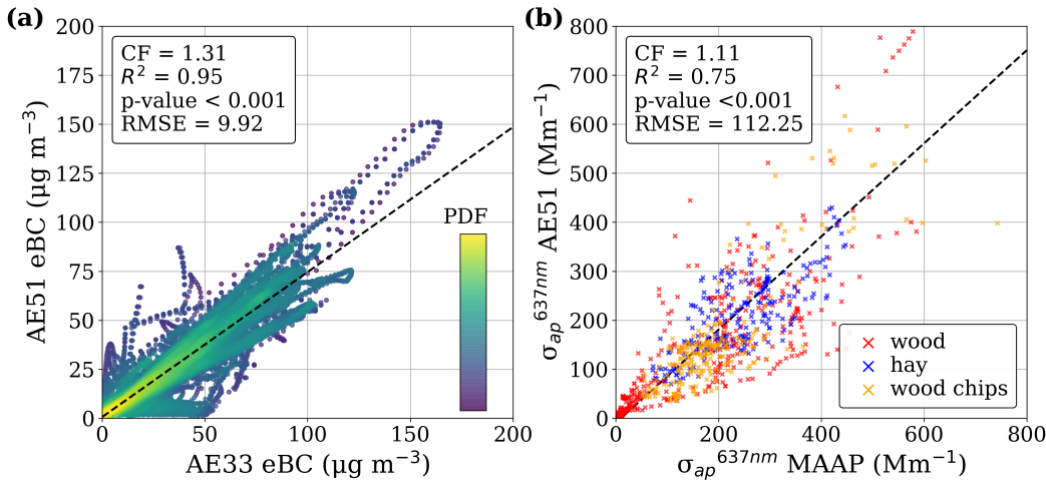 (a)
CF = 1.31
R² = 0.95
p-value < 0.001
RMSE = 9.92
PDF
200
175
150
125
100
75
50
25
0
AE51 eBC (µg m⁻³)
0 50 100 150 200
AE33 eBC (µg m⁻³)
(b)
CF = 1.11
R² = 0.75
p-value <0.001
RMSE = 112.25
800
700
600
500
400
300
200
100
0
σap⁶³⁷ⁿᵐ AE51 (Mm⁻¹)
wood
hay
wood chips
0 200 400 600 800
σap⁶³⁷ⁿᵐ MAAP (Mm⁻¹)